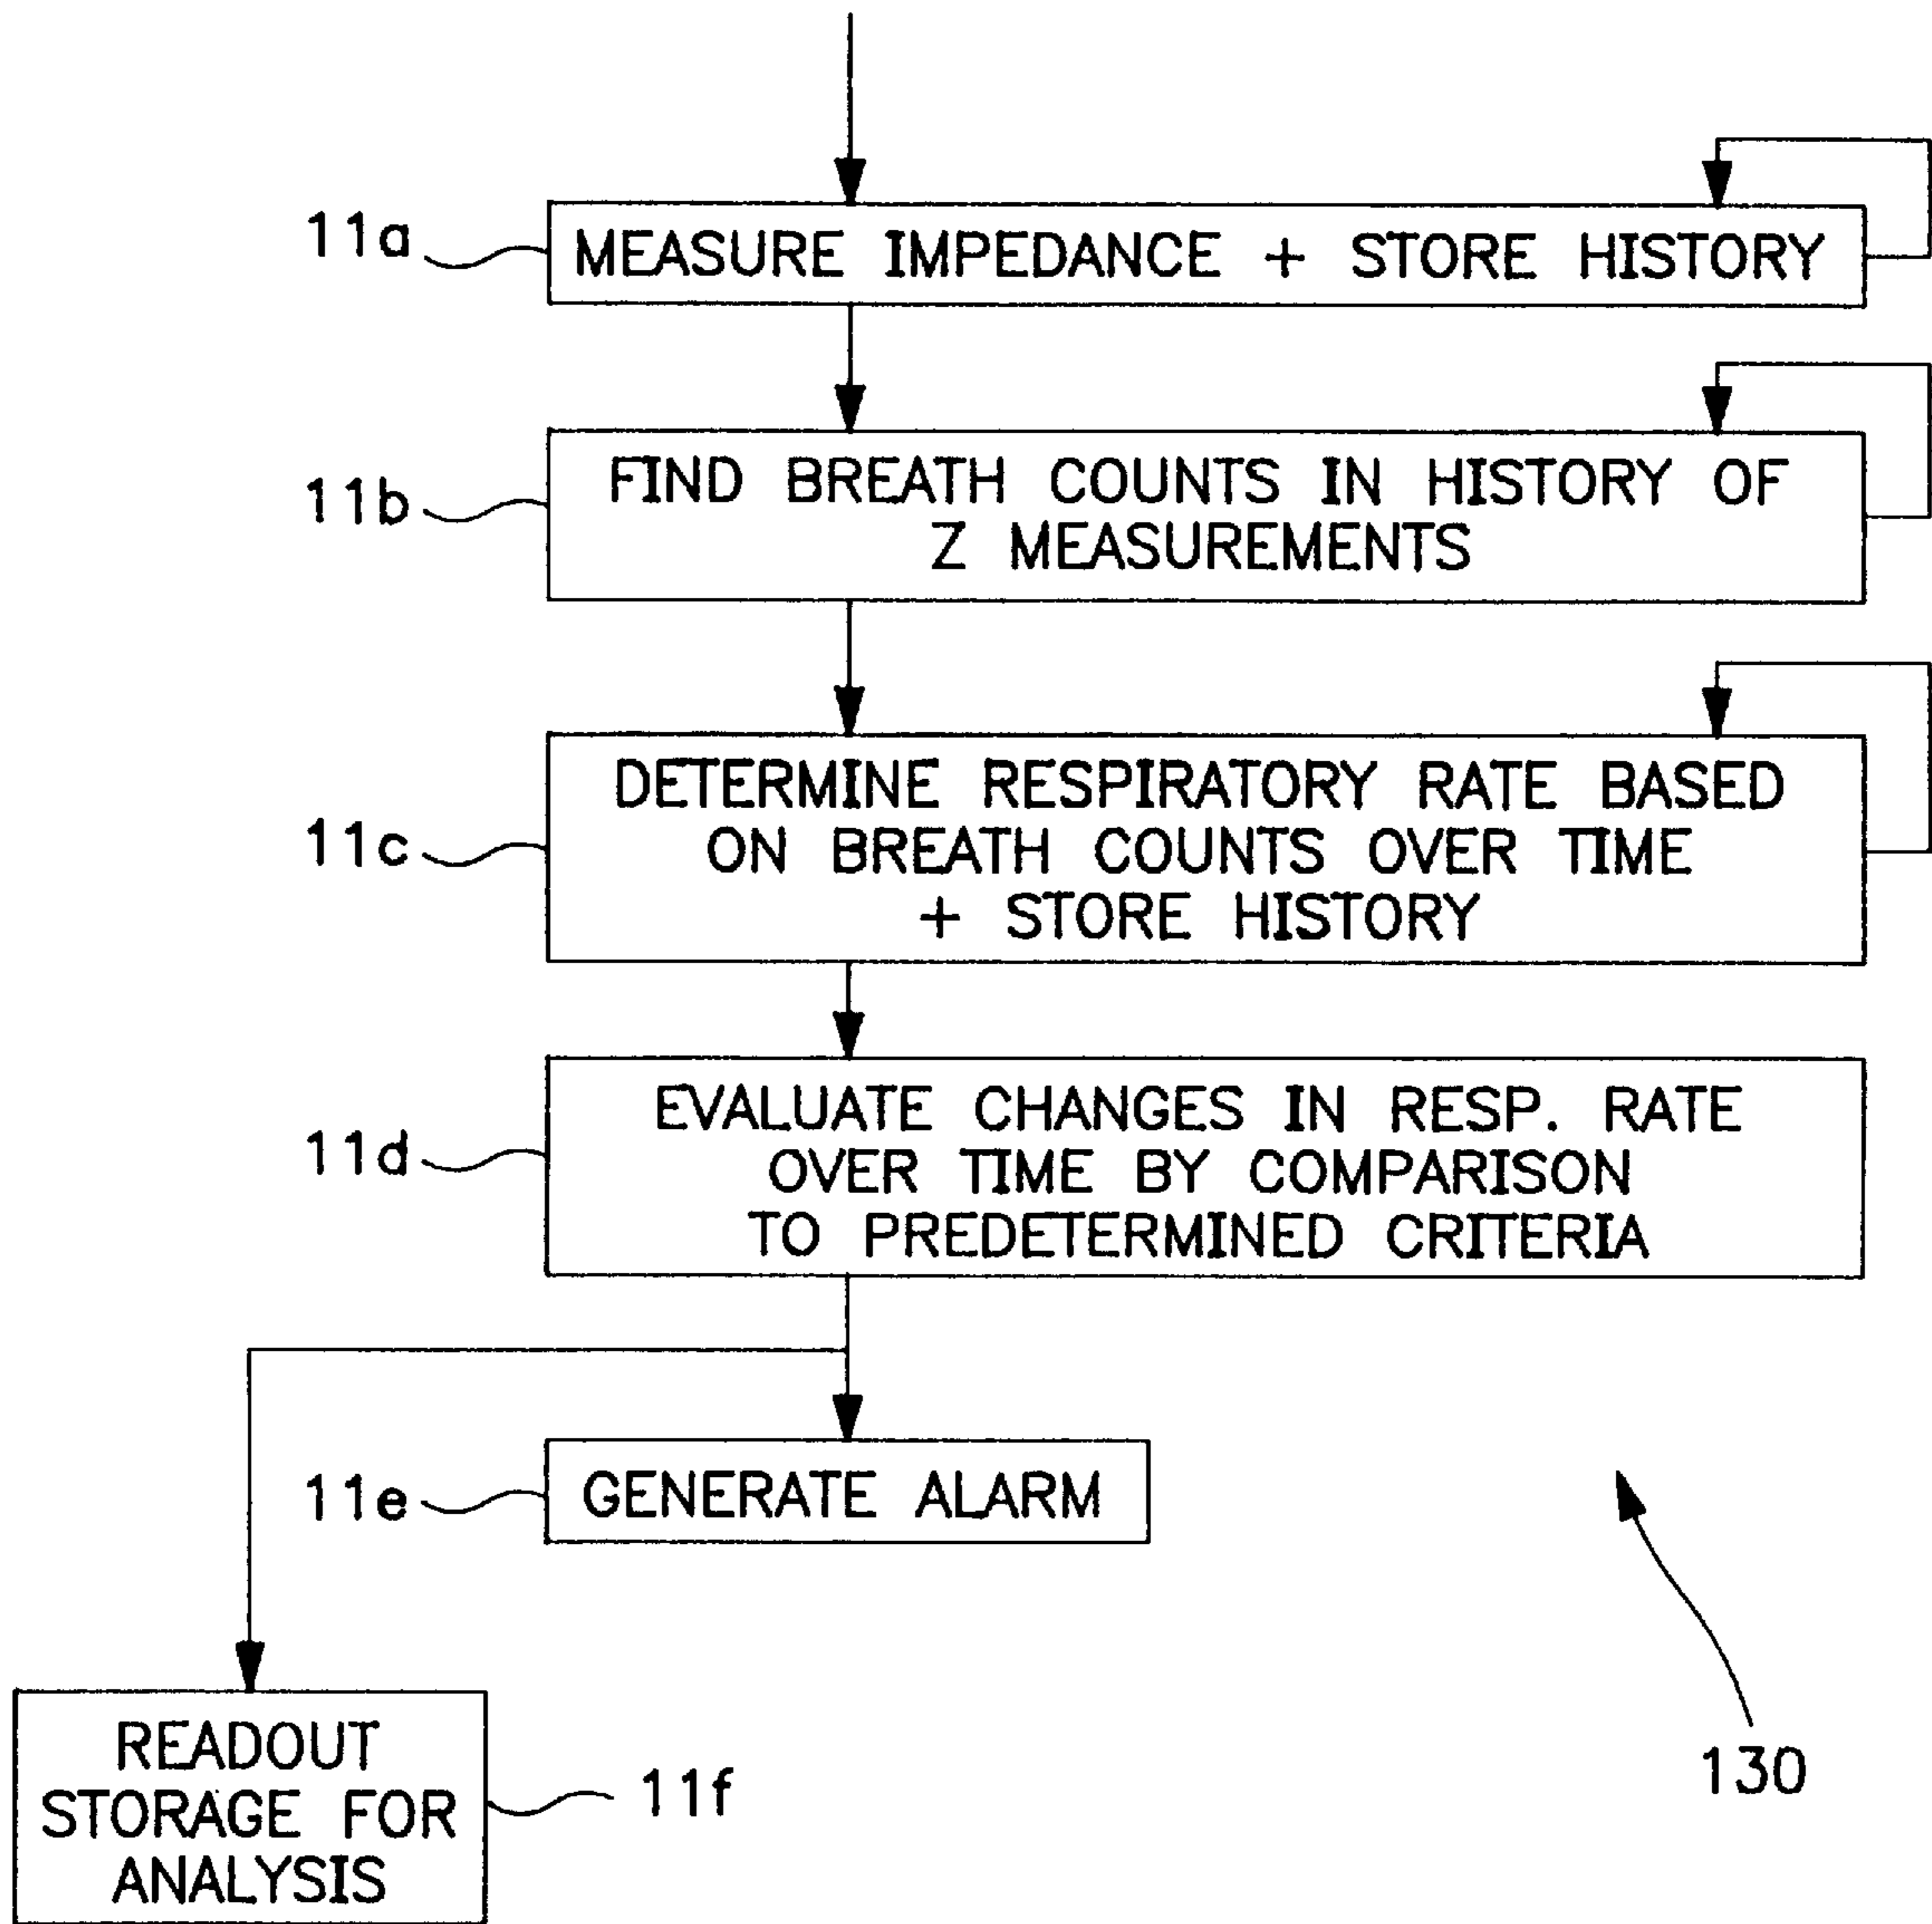 11a
MEASURE IMPEDANCE + STORE HISTORY
11b
FIND BREATH COUNTS IN HISTORY OF
Z MEASUREMENTS
11c
DETERMINE RESPIRATORY RATE BASED
ON BREATH COUNTS OVER TIME
+ STORE HISTORY
11d
EVALUATE CHANGES IN RESP. RATE
OVER TIME BY COMPARISON
TO PREDETERMINED CRITERIA
11e
GENERATE ALARM
READOUT
STORAGE FOR
ANALYSIS
11f
130